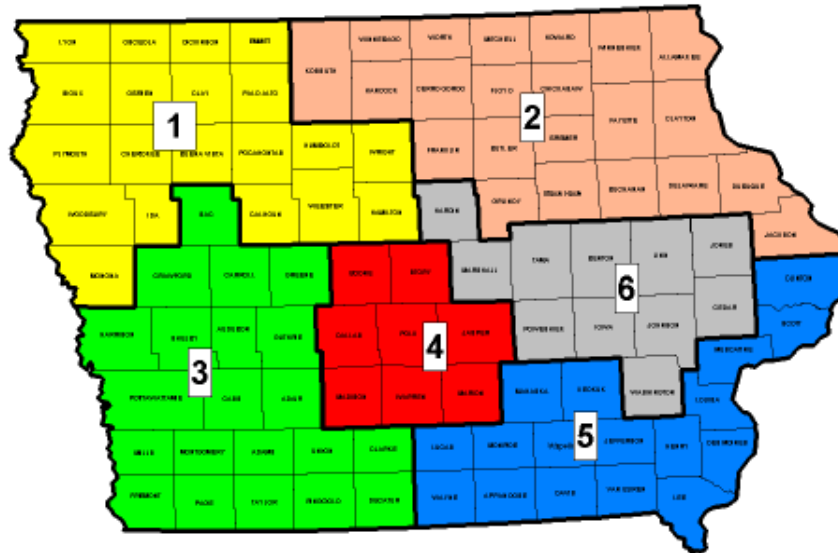 LYON OSCEOLA DICKINSON EMMET
WINNEBAGO WORTH MITCHELL HOWARD WINNESHIEK ALLAMAKEE
KOSSUTH
SIOUX OBRIEN CLAY PALO ALTO
HANCOCK CERRO GORDO FLOYD CHICKASAW
1
2
FAYETTE CLAYTON
PLYMOUTH CHEROKEE BUENA VISTA POCAHONTAS HUMBOLDT WRIGHT
FRANKLIN BUTLER BREMER
WOODBURY IDA SAC CALHOUN WEBSTER HAMILTON
HARDIN GRUNDY BLACK HAWK BUCHANAN DELAWARE DUBUQUE
JACKSON
MONONA CRAWFORD CARROLL GREENE BOONE STORY MARSHALL TAMA BENTON LINN JONES
CLINTON
6
CEDAR
SCOTT
HARRISON SHELBY AUDUBON GUTHRIE DALLAS POLK JASPER POWESHIEK IOWA JOHNSON
4
MUSCATINE
3
POTTAWATTAMIE CASS ADAIR MADISON WARREN MARION MAHASKA KEOKUK WASHINGTON
LOUISA
5
MILLS MONTGOMERY ADAMS UNION CLARKE LUCAS MONROE WAPELLO JEFFERSON HENRY DES MOINES
FREMONT PAGE TAYLOR RINGGOLD DECATUR WAYNE APPANOOSE DAVIS VAN BUREN
LEE